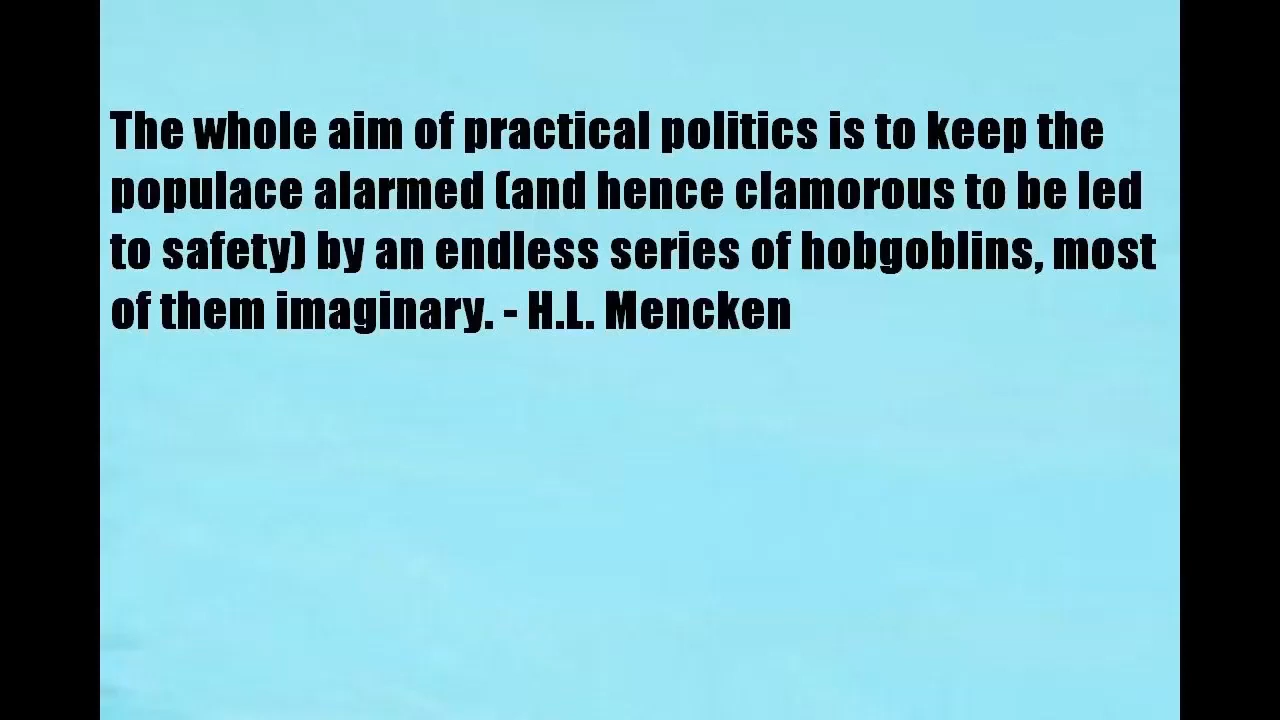 The whole aim of practical politics is to keep the
populace alarmed (and hence clamorous to be led
to safety) by an endless series of hobgoblins, most
of them imaginary. - H.L. Mencken